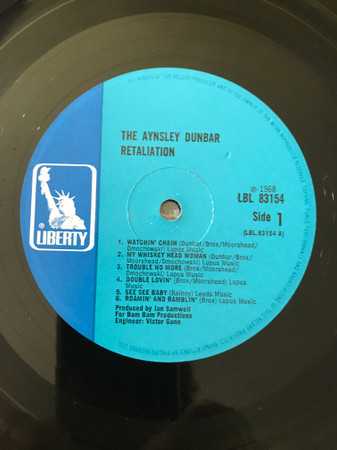 THE AYNSLEY DUNBAR
RETALIATION
℗ 1968
LBL 83154
Side 1
(LBL.83154 A)
® LIBERTY
1. WATCHIN' CHAIN (Dunbar/Brox/Moorshead/
Dmochowski) Lupus Music
2. MY WHISKEY HEAD WOMAN (Dunbar/Brox/
Moorshead/Dmochowski) Lupus Music
3. TROUBLE NO MORE (Dunbar/Brox/Moorshead/
Dmochowski) Lupus Music
4. DOUBLE LOVIN' (Brox/Moorshead) Lupus Music
5. SEE SEE BABY (Rainey) Leeds Music
6. ROAMIN' AND RAMBLIN' (Brox) Lupus Music
Produced by Ian Samwell
For Bam Bam Productions
Engineer: Victor Gann